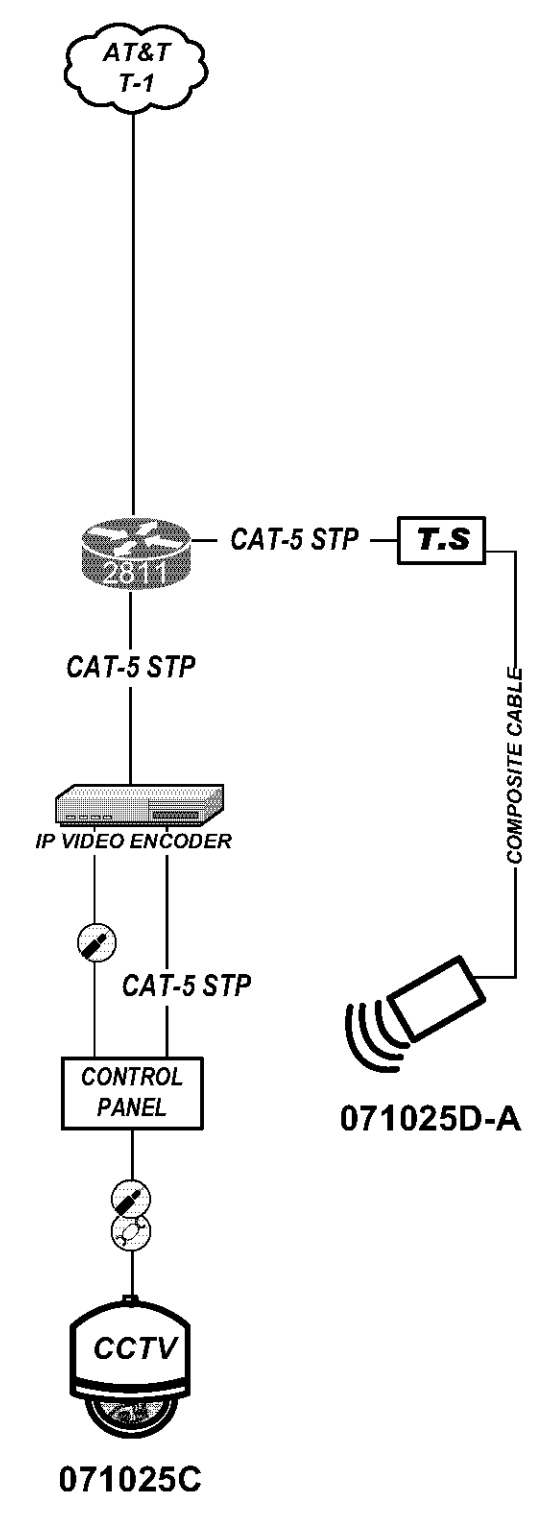 AT&T
T-1
CAT-5 STP
T.S
2811
CAT-5 STP
COMPOSITE CABLE
IP VIDEO ENCODER
CAT-5 STP
CONTROL
PANEL
071025D-A
CCTV
071025C